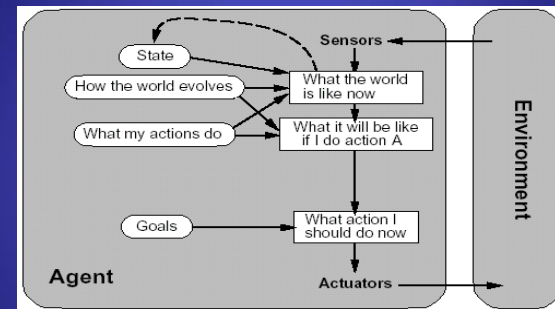 Sensors
State
How the world evolves
What the world
is like now
What my actions do
What it will be like
if I do action A
Goals
What action I
should do now
Agent
Actuators
Environment